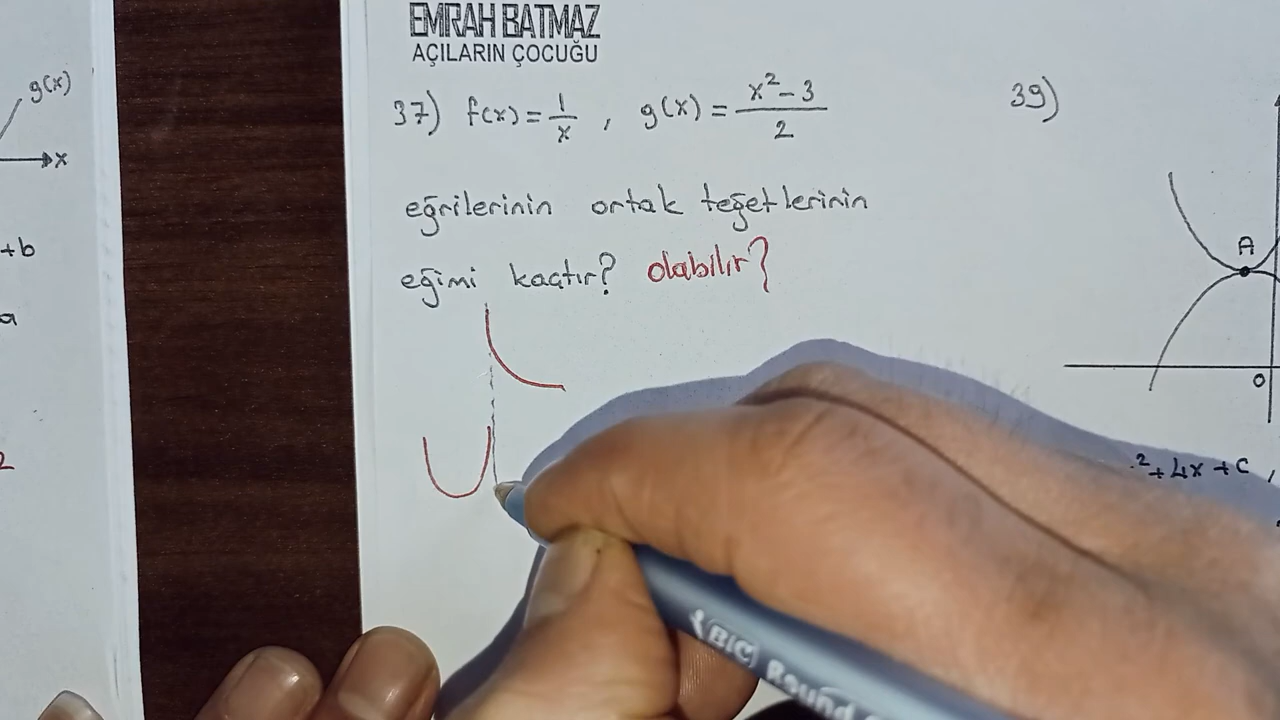 EMRAH BATMAZ
AÇILARIN ÇOCUĞU
g(x)
x
+b
a
2
37) f(x) = 1/x , g(x) = x² - 3 / 2
eğrilerinin ortak teğetlerinin
eğimi kaçtır? olabilir?
39)
A
O
² + 4x + C ,
BIC Round